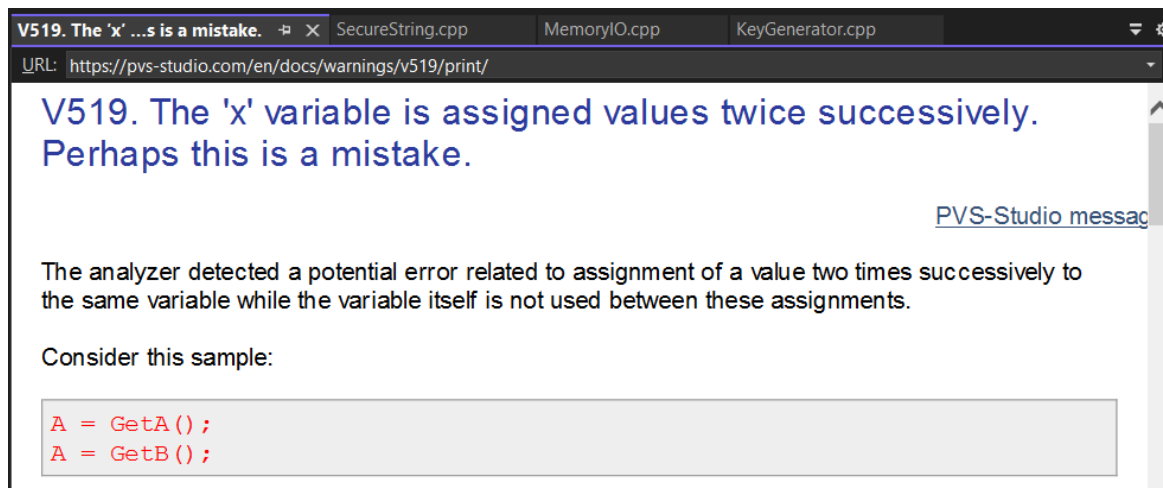 V519. The 'x' ...s is a mistake. SecureString.cpp MemoryIO.cpp KeyGenerator.cpp
URL: https://pvs-studio.com/en/docs/warnings/v519/print/
V519. The 'x' variable is assigned values twice successively.
Perhaps this is a mistake.
PVS-Studio messag
The analyzer detected a potential error related to assignment of a value two times successively to
the same variable while the variable itself is not used between these assignments.
Consider this sample:
A = GetA();
A = GetB();